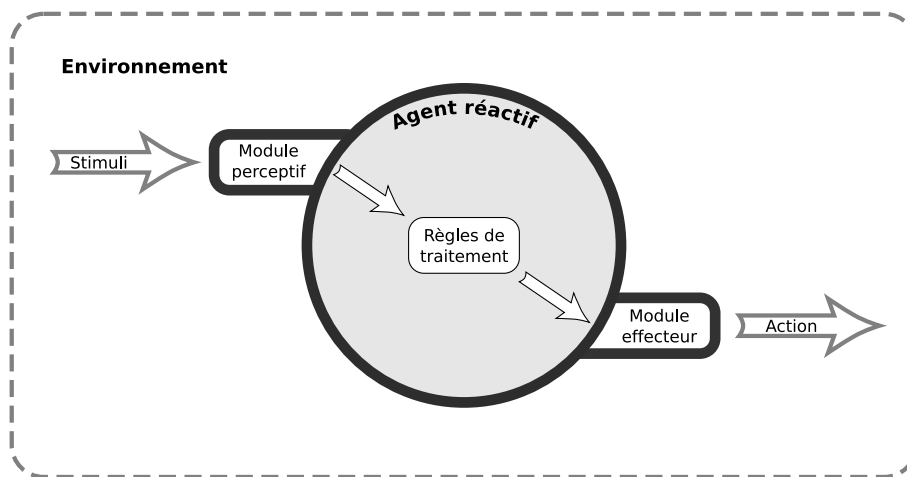 Environnement
Agent réactif
Stimuli
Module
perceptif
Règles de
traitement
Module
effecteur
Action